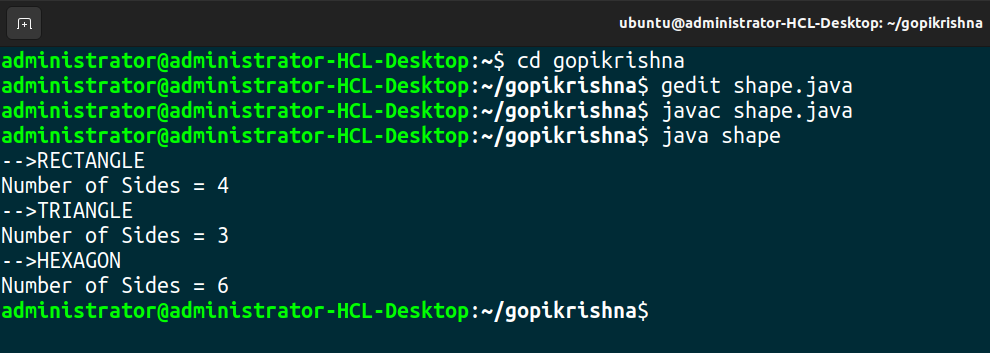 ubuntu@administrator-HCL-Desktop: ~/gopikrishna
administrator@administrator-HCL-Desktop:~$ cd gopikrishna
administrator@administrator-HCL-Desktop:~/gopikrishna$ gedit shape.java
administrator@administrator-HCL-Desktop:~/gopikrishna$ javac shape.java
administrator@administrator-HCL-Desktop:~/gopikrishna$ java shape
-->RECTANGLE
Number of Sides = 4
-->TRIANGLE
Number of Sides = 3
-->HEXAGON
Number of Sides = 6
administrator@administrator-HCL-Desktop:~/gopikrishna$